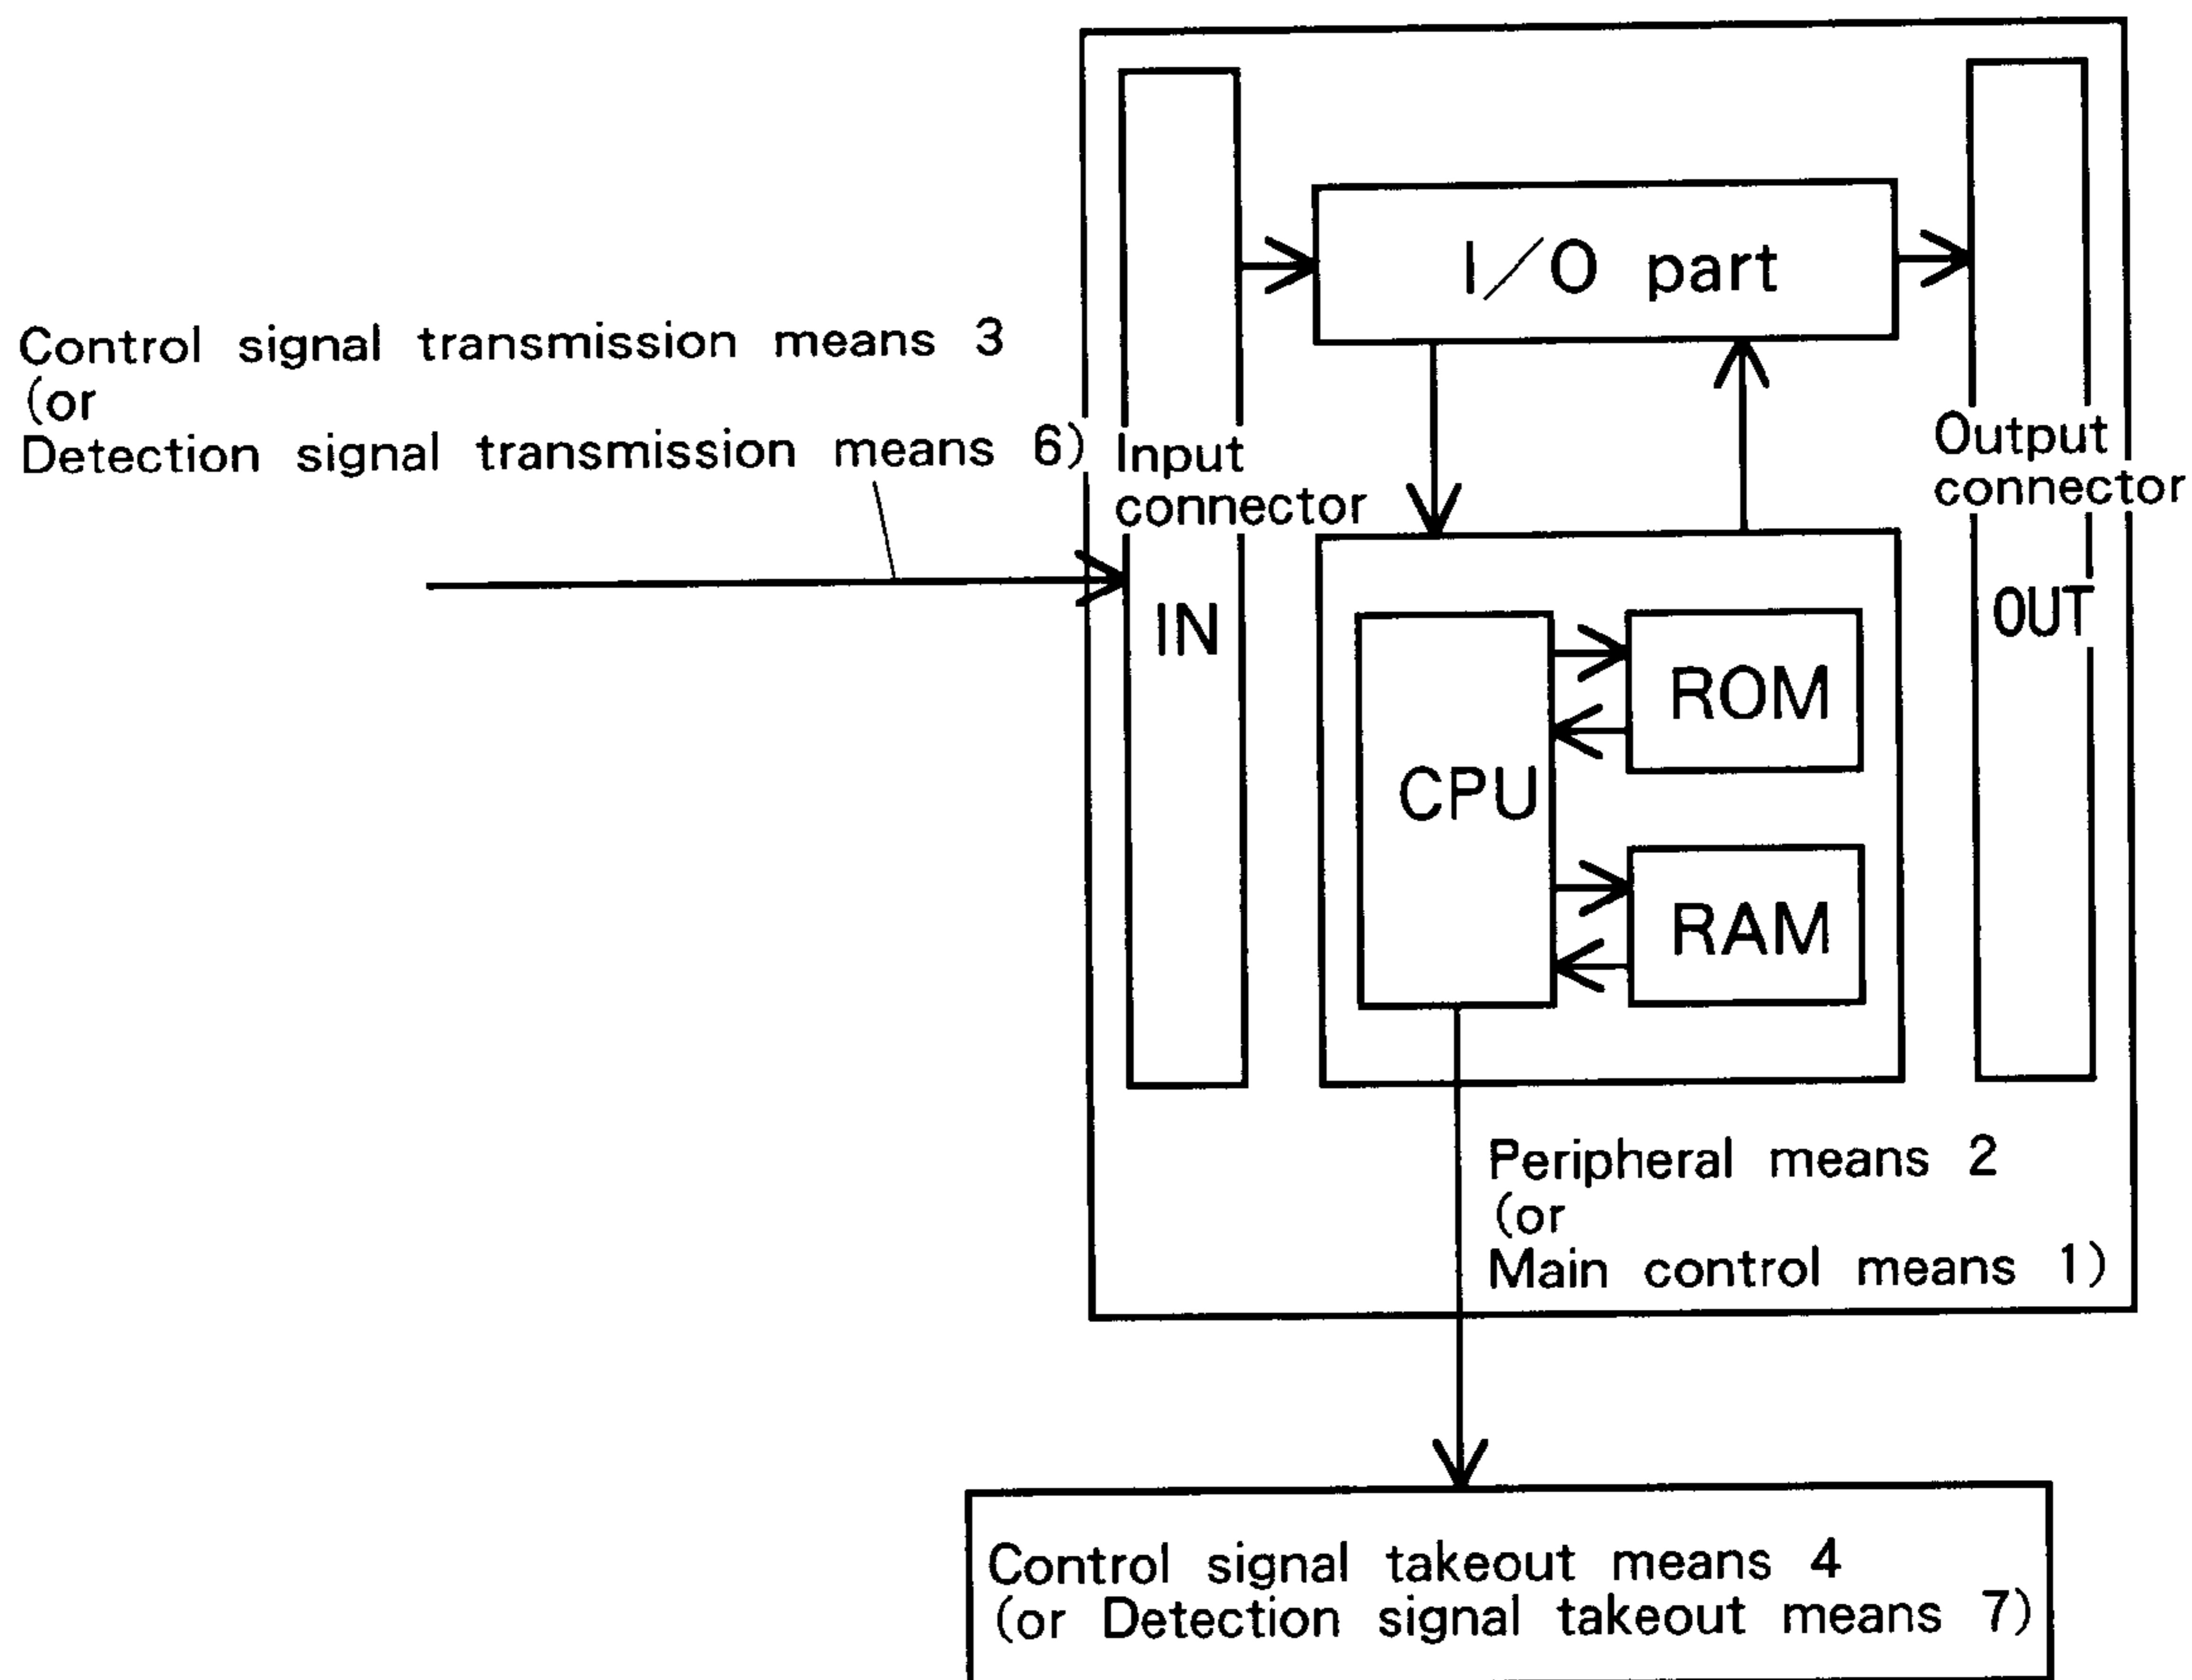 I/O part
Control signal transmission means 3
(or
Detection signal transmission means 6)
Input
connector
Output
connector
IN
OUT
CPU
ROM
RAM
Peripheral means 2
(or
Main control means 1)
Control signal takeout means 4
(or Detection signal takeout means 7)